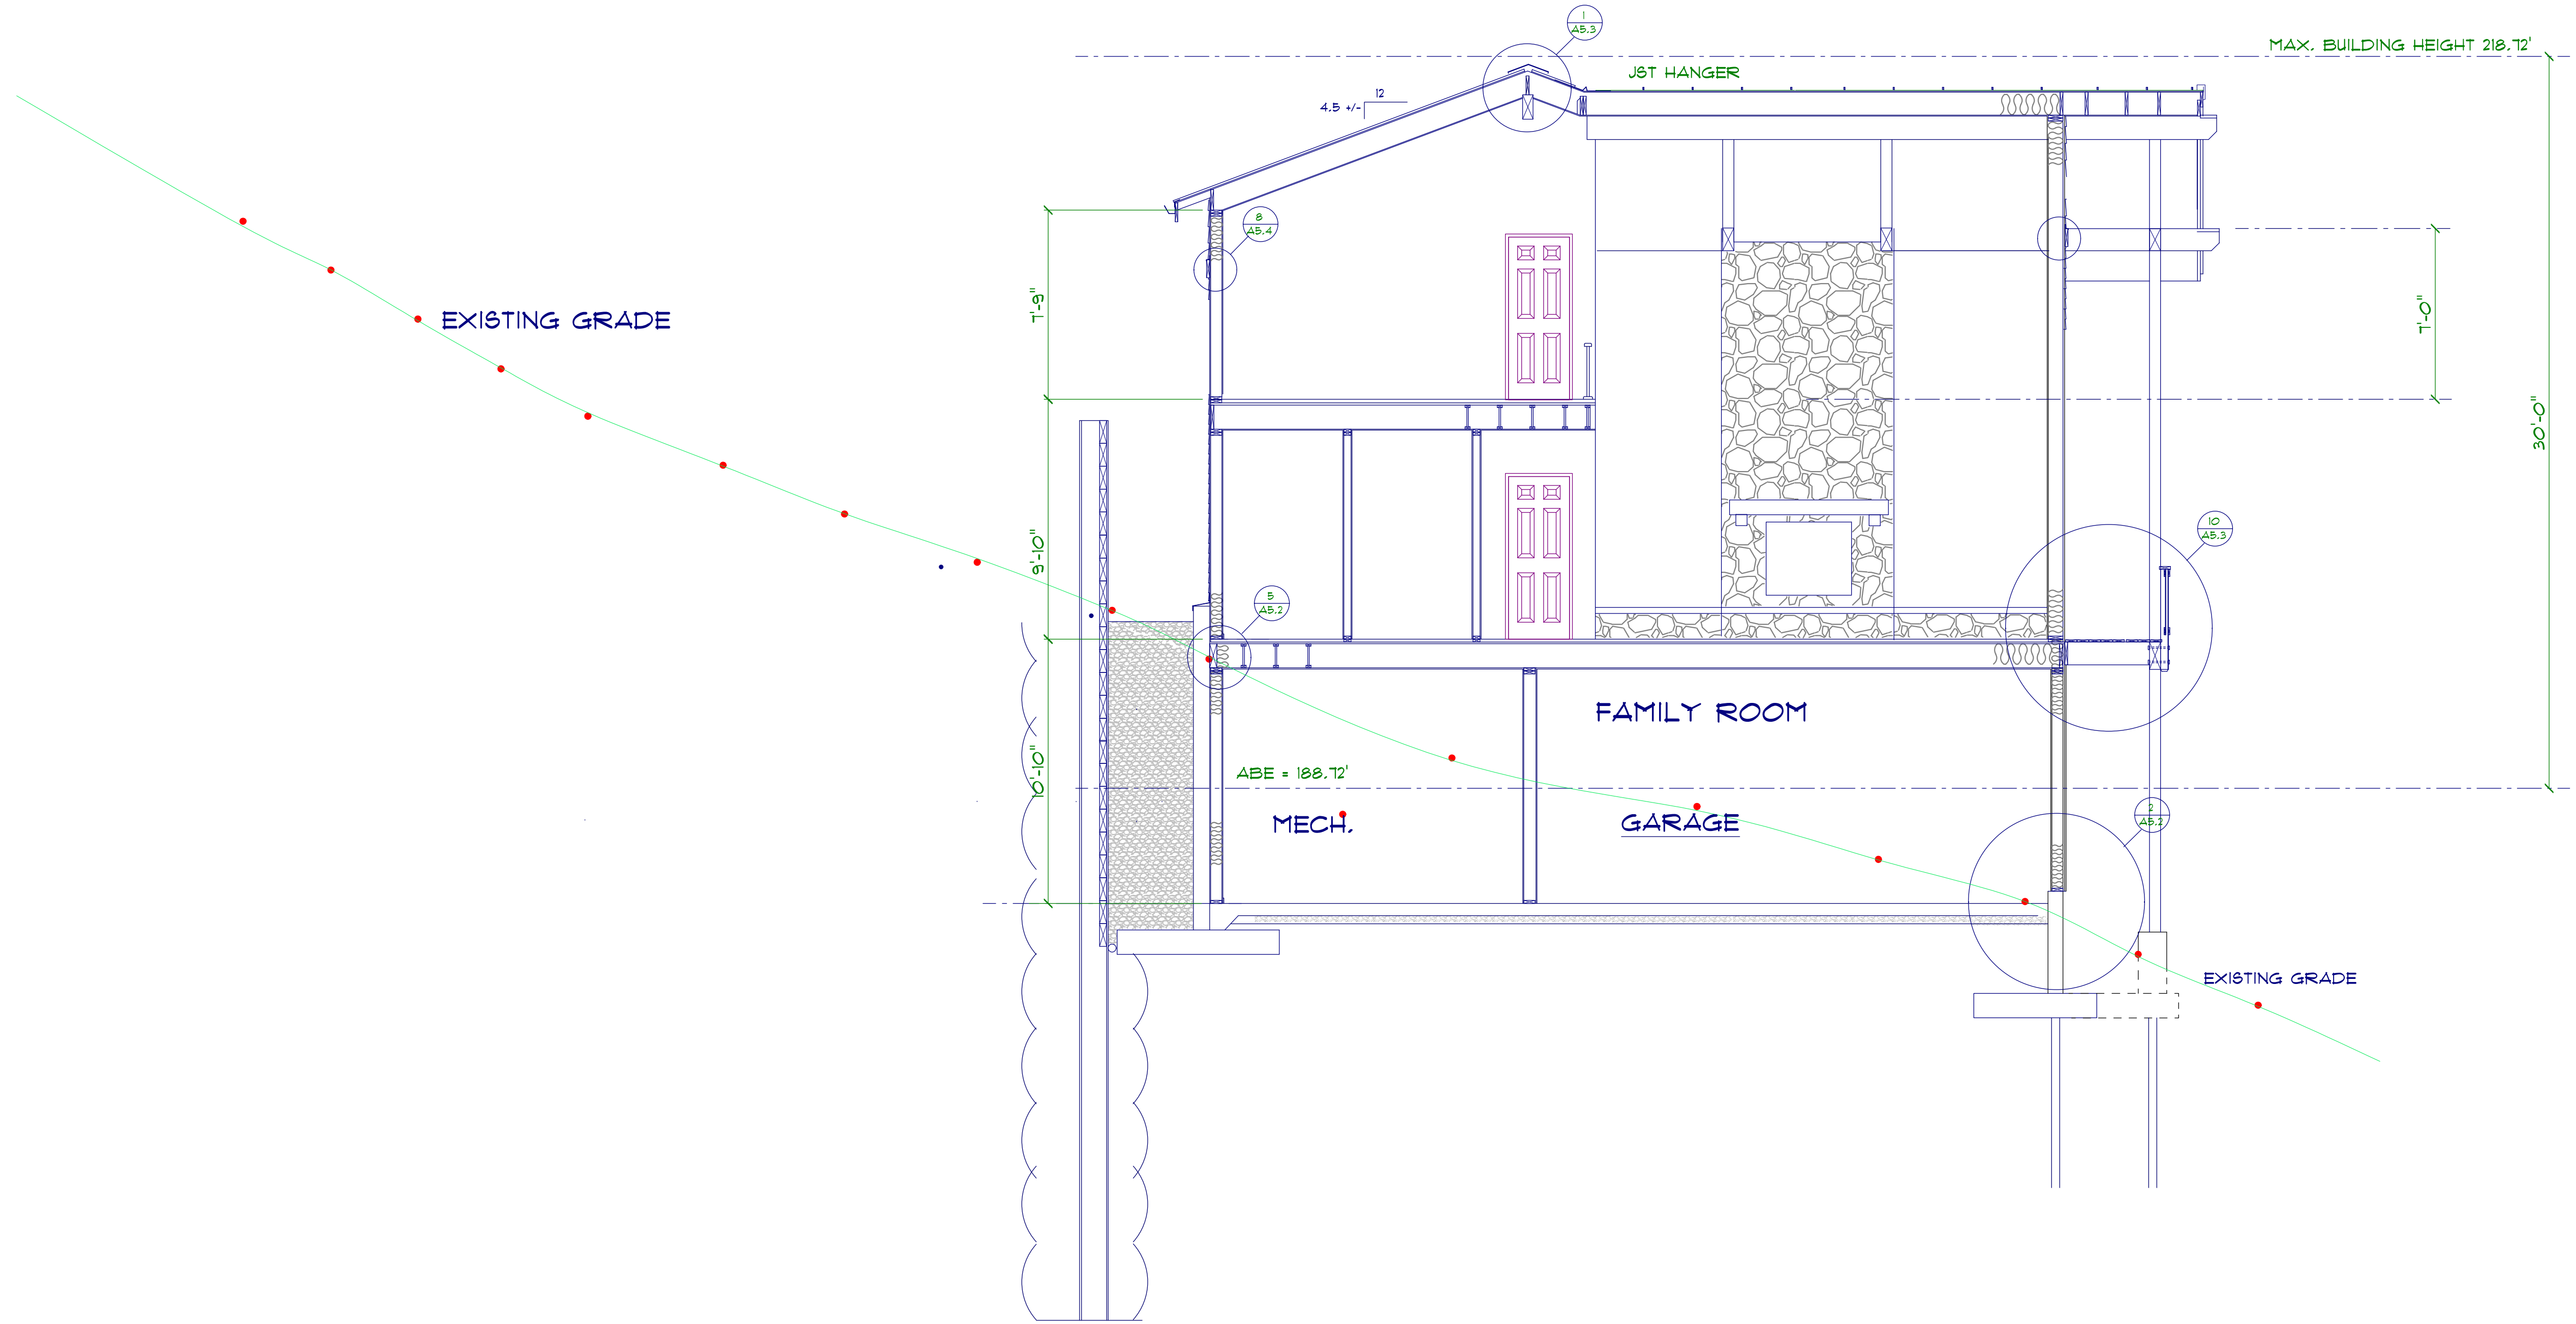 1
A5.3
MAX. BUILDING HEIGHT 218.72'
JST HANGER
12
4.5 +/-
8
A5.4
7'-9"
EXISTING GRADE
7'-0"
30'-0"
9'-10"
10
A5.3
5
A5.2
FAMILY ROOM
10'-10"
ABE = 188.72'
MECH.
GARAGE
2
A5.2
EXISTING GRADE